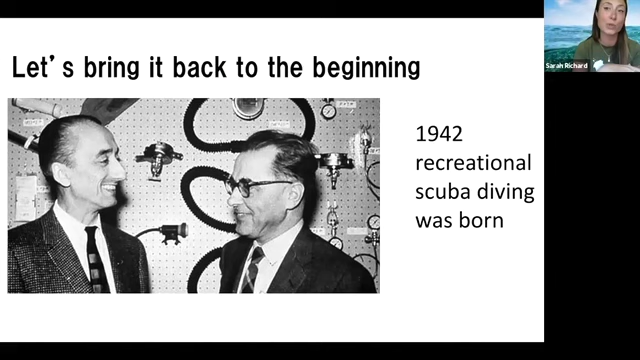 Let's bring it back to the beginning
1942
recreational
scuba diving
was born
Sarah Richard